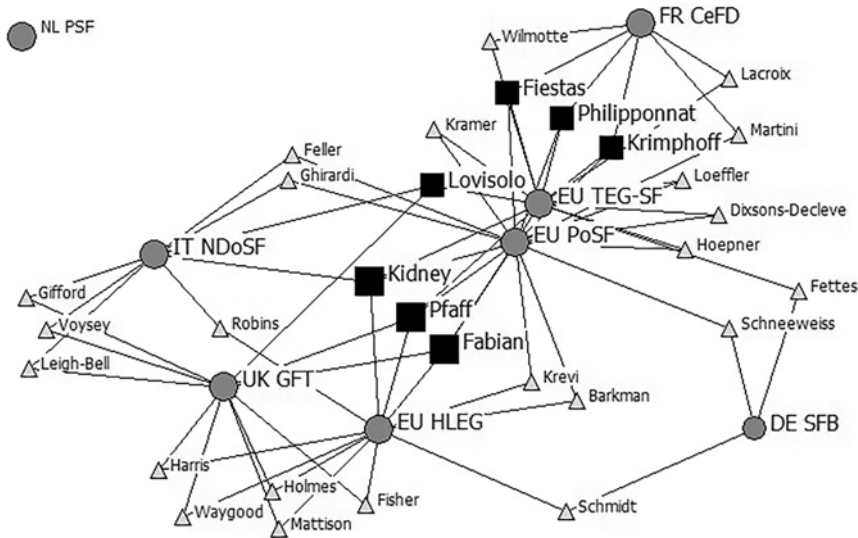 NL PSF
FR CeFD
Wilmotte
Lacroix
Fiestas
Philipponnat
Kramer
Martini
Krimphoff
Feller
Ghirardi
Loeffler
Lovisolo
EU TEG-SF
Dixsons-Decleve
EU PoSF
IT NDoSF
Hoepner
Kidney
Gifford
Fettes
Pfaff
Voysey
Robins
Schneeweiss
Fabian
Leigh-Bell
UK GFT
Krevi
Barkman
EU HLEG
DE SFB
Harris
Holmes
Fisher
Schmidt
Waygood
Mattison